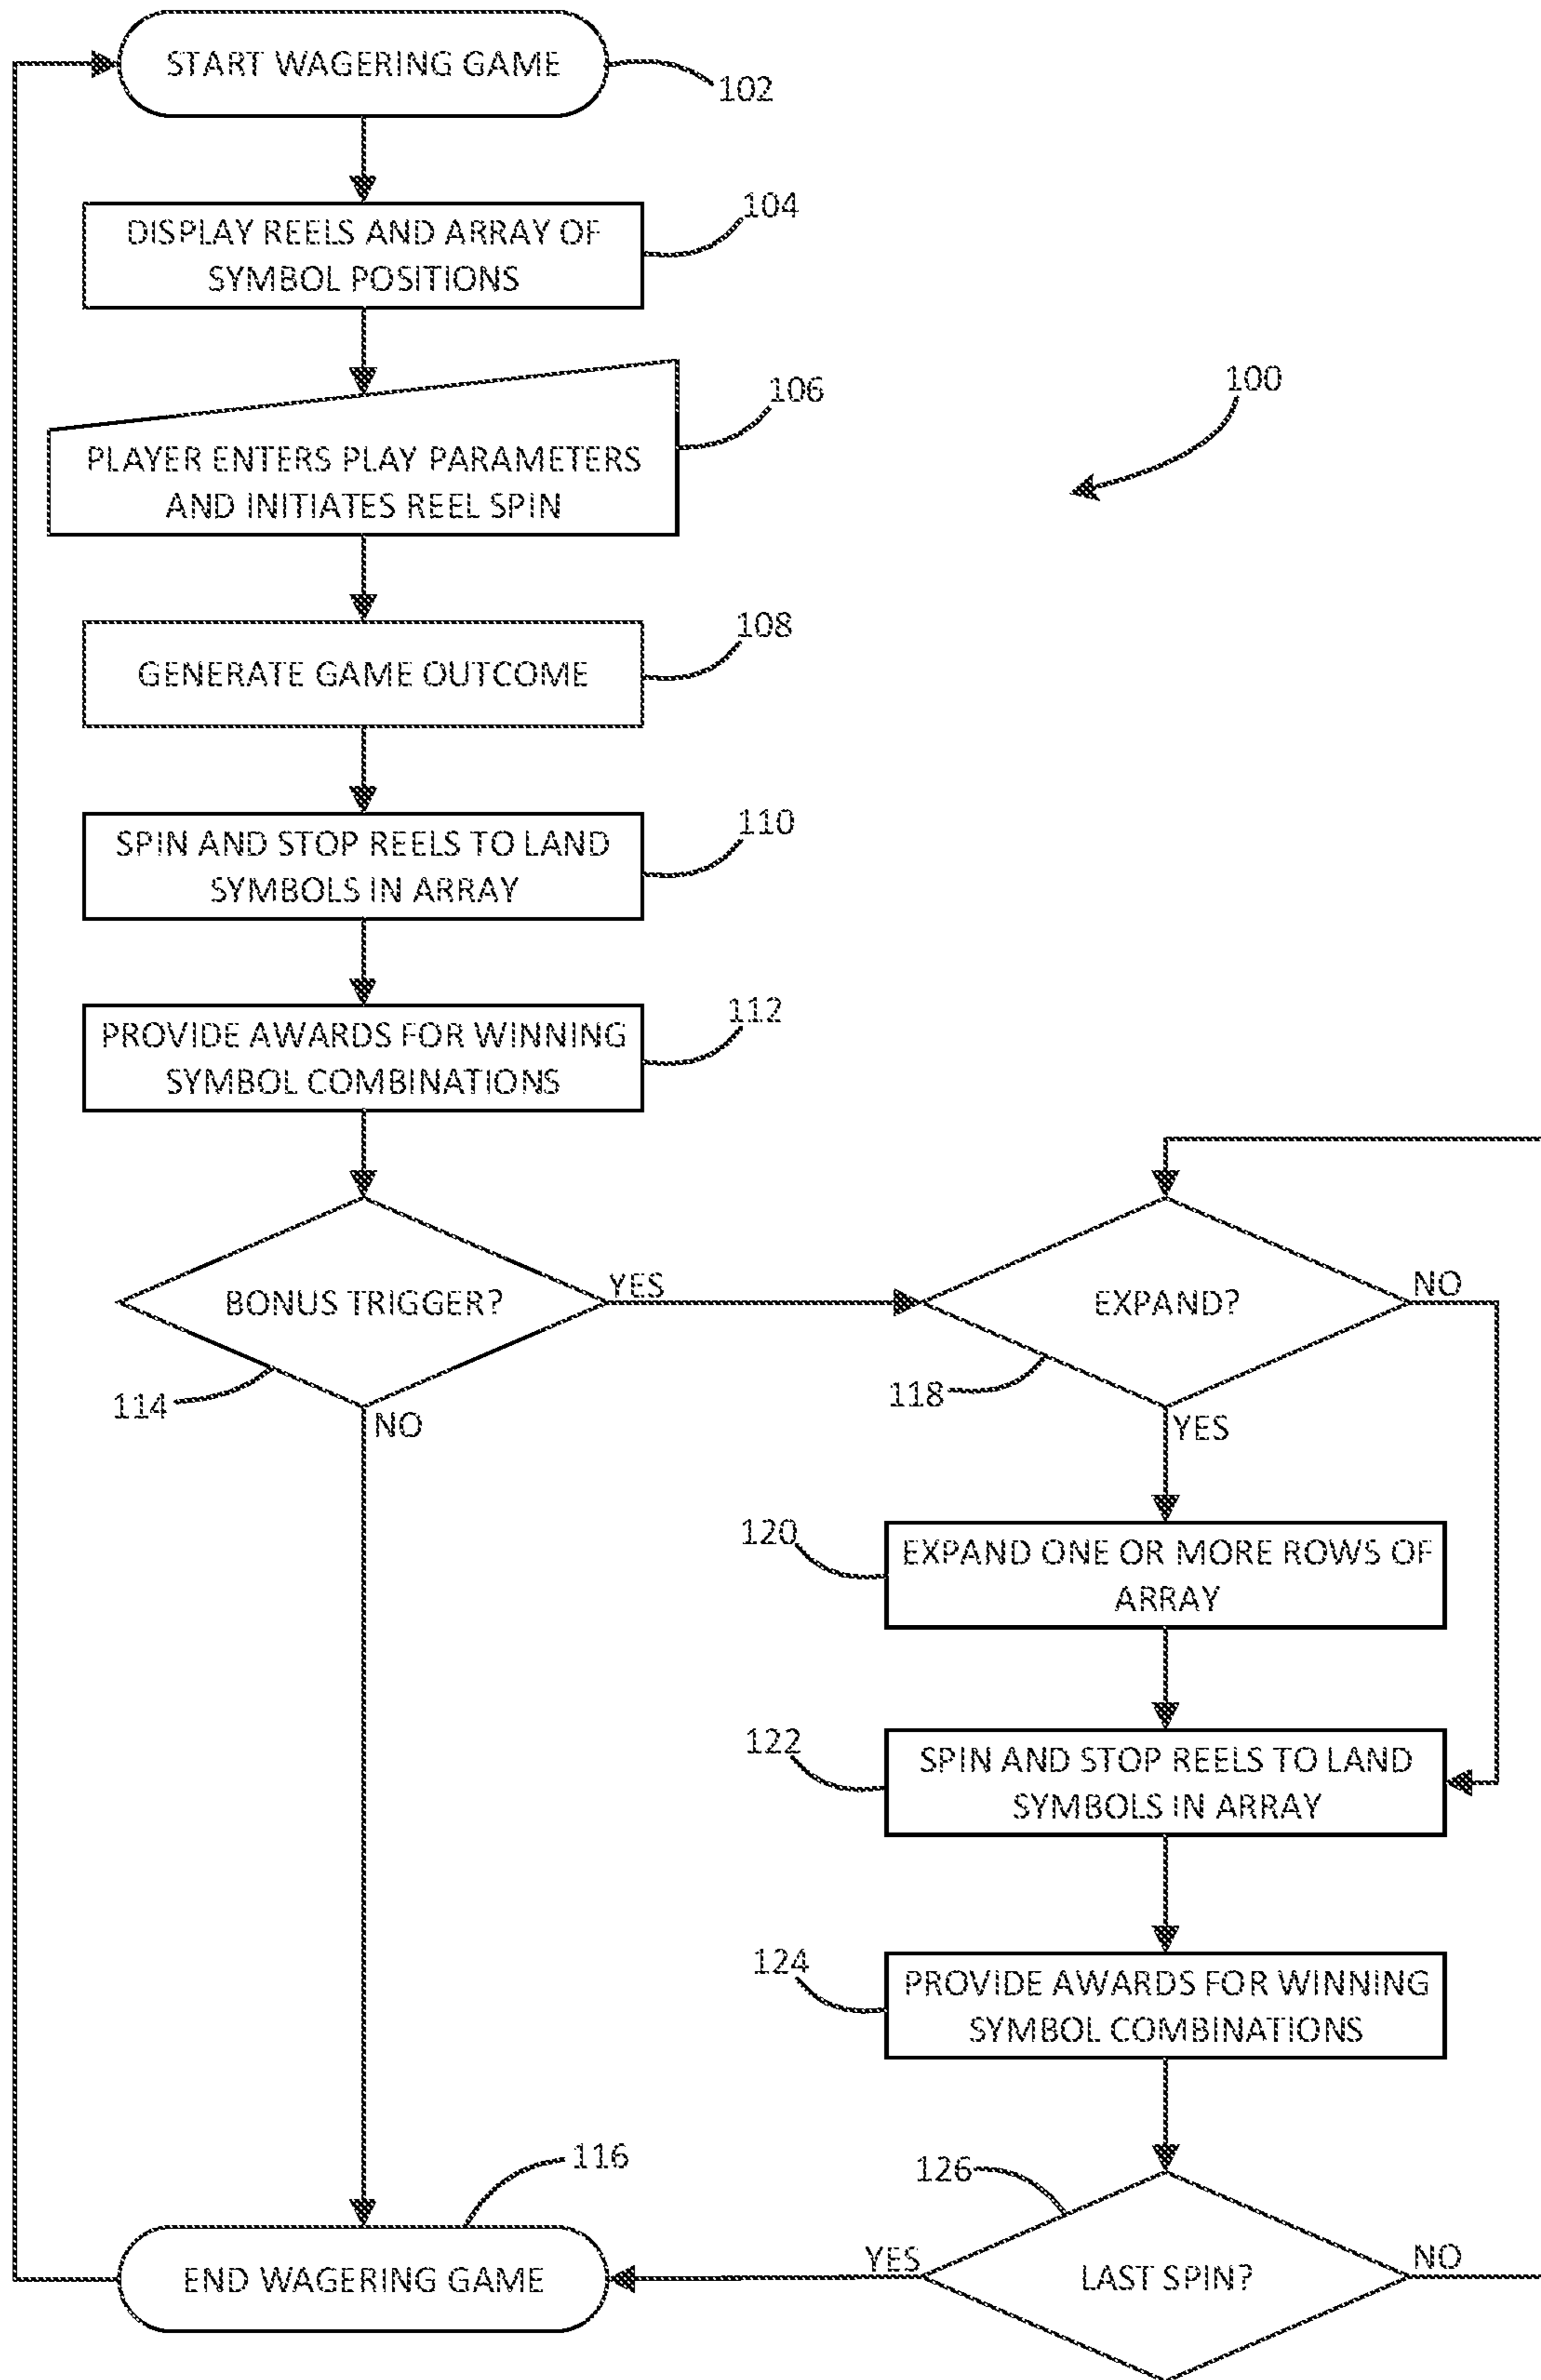 START WAGERING GAME
102
DISPLAY REELS AND ARRAY OF
SYMBOL POSITIONS
104
PLAYER ENTERS PLAY PARAMETERS
AND INITIATES REEL SPIN
106
100
GENERATE GAME OUTCOME
108
SPIN AND STOP REELS TO LAND
SYMBOLS IN ARRAY
110
PROVIDE AWARDS FOR WINNING
SYMBOL COMBINATIONS
112
BONUS TRIGGER?
YES
114
NO
EXPAND?
NO
118
YES
120
EXPAND ONE OR MORE ROWS OF
ARRAY
122
SPIN AND STOP REELS TO LAND
SYMBOLS IN ARRAY
124
PROVIDE AWARDS FOR WINNING
SYMBOL COMBINATIONS
116
END WAGERING GAME
126
YES
LAST SPIN?
NO